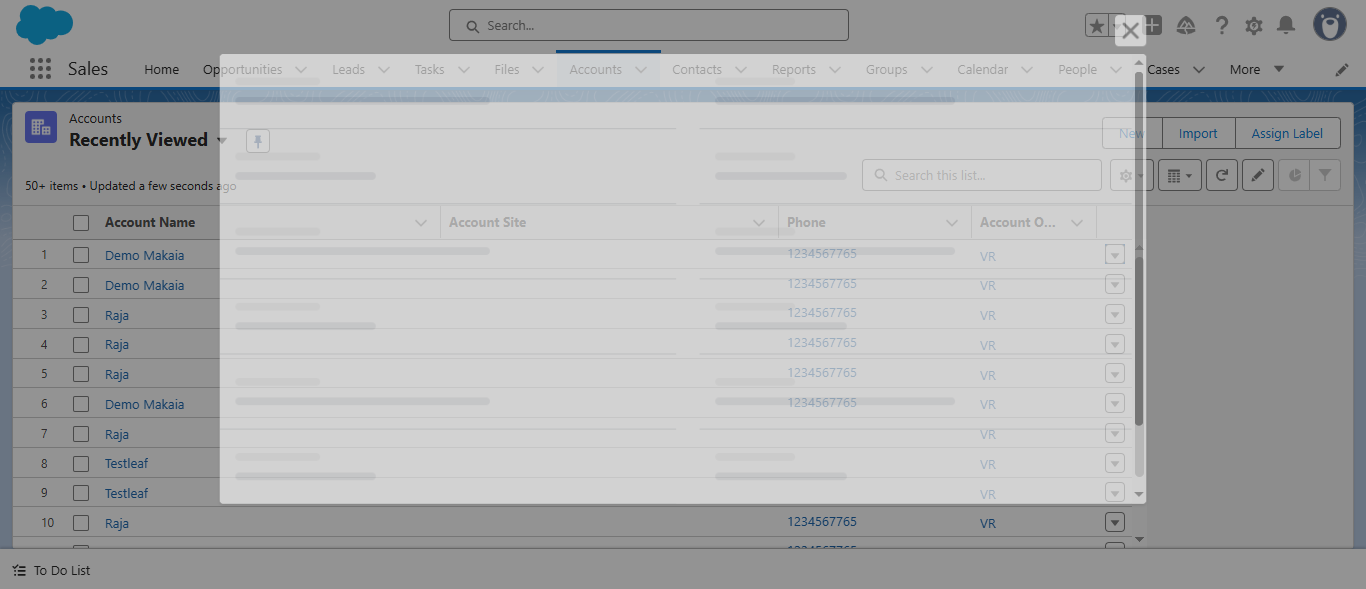 Search...
Sales Home Opportunities Leads Tasks Files Accounts Contacts Reports Groups Calendar People Cases More
Accounts
Recently Viewed
New Import Assign Label
50+ items • Updated a few seconds ago
Search this list...
Account Name Account Site Phone Account O...
1 Demo Makaia 1234567765 VR
2 Demo Makaia 1234567765 VR
3 Raja 1234567765 VR
4 Raja 1234567765 VR
5 Raja 1234567765 VR
6 Demo Makaia 1234567765 VR
7 Raja VR
8 Testleaf VR
9 Testleaf VR
10 Raja 1234567765 VR
1234567765
To Do List